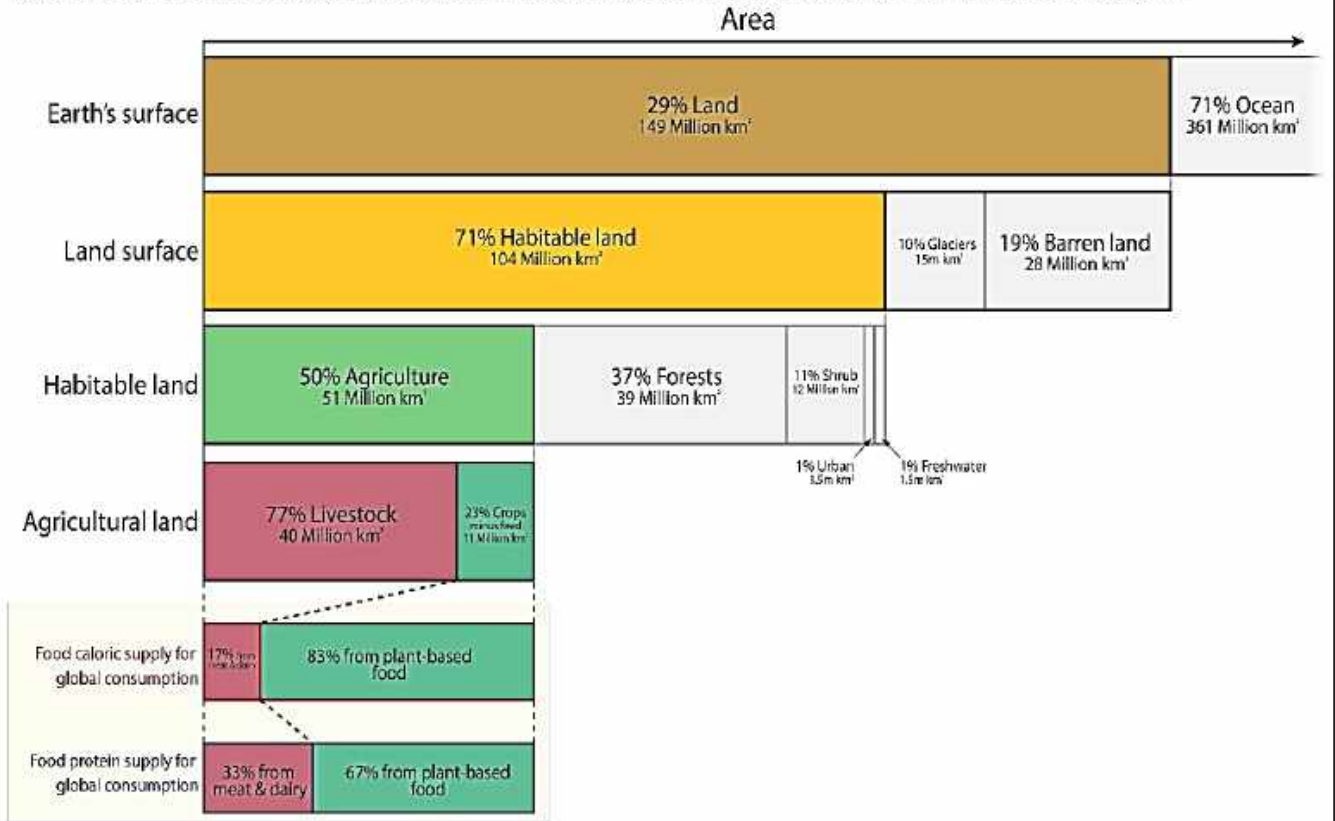 Area
Earth's surface
29% Land
149 Million km²
71% Ocean
361 Million km²
Land surface
71% Habitable land
104 Million km²
10% Glaciers
15m km²
19% Barren land
28 Million km²
Habitable land
50% Agriculture
51 Million km²
37% Forests
39 Million km²
11% Shrub
12 Million km²
1% Urban
1.5m km²
1% Freshwater
1.5m km²
Agricultural land
77% Livestock
40 Million km²
23% Crops
minus feed
11 Million km²
Food caloric supply for
global consumption
17% from
meat & dairy
83% from plant-based
food
Food protein supply for
global consumption
33% from
meat & dairy
67% from plant-based
food